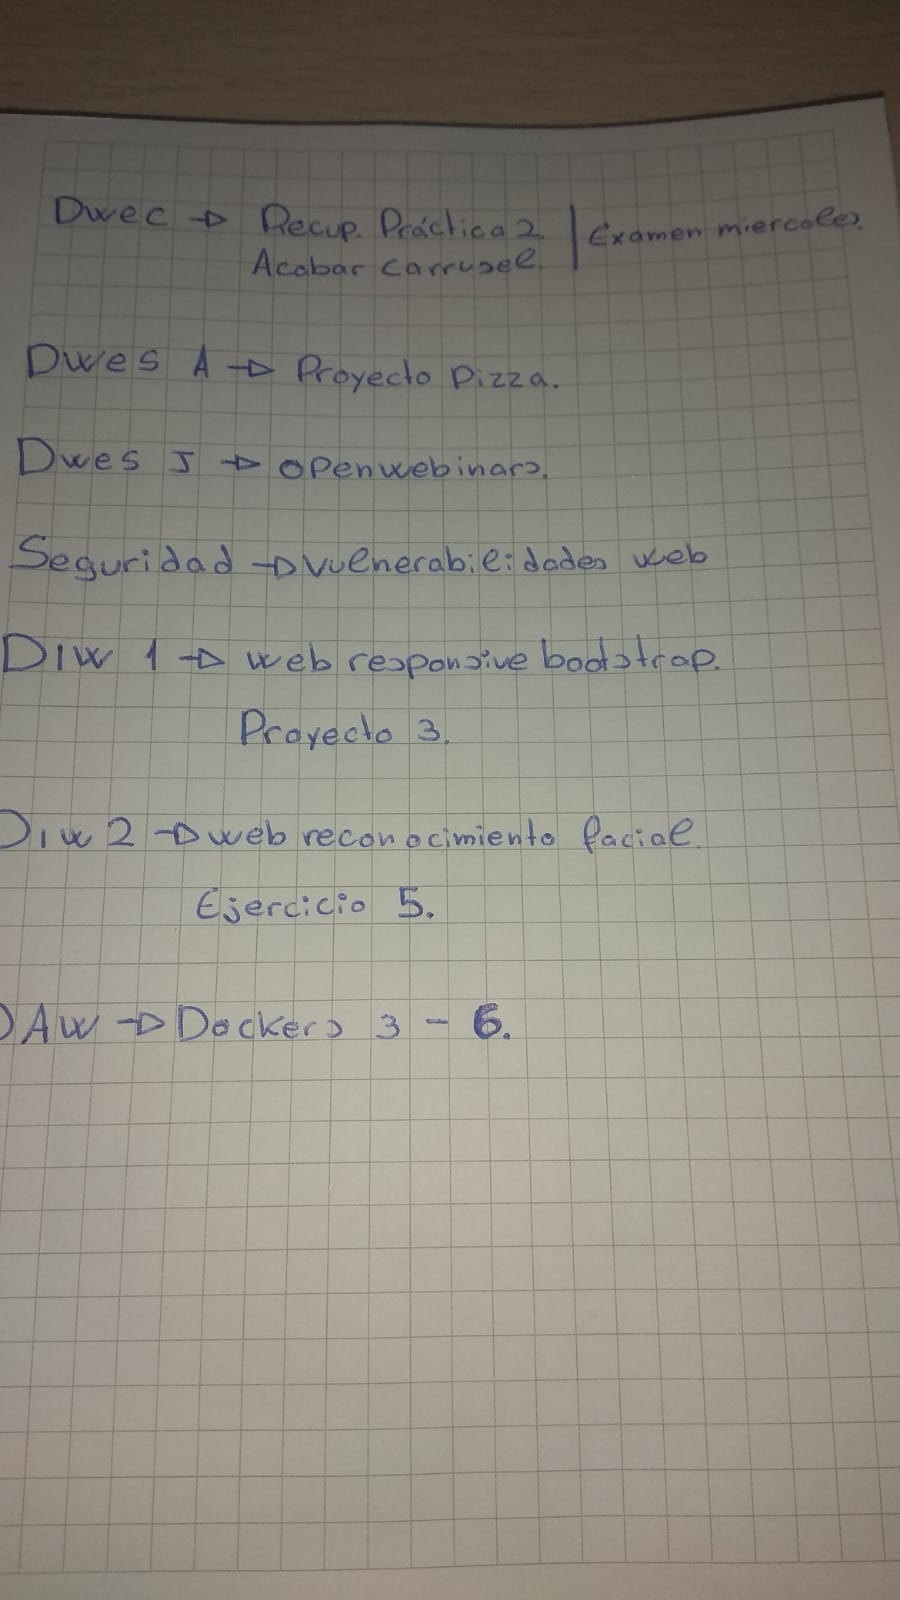 Dwec → Recup. Práctica 2. | Examen miercoles.
Acabar carrusel.
Dwes A → Proyecto Pizza.
Dwes J → openwebinars.
Seguridad → vulnerabilidades web
DIW 1 → web responsive bootstrap.
Proyecto 3.
DIW 2 → web reconocimiento facial.
Ejercicio 5.
DAW → Dockers 3 - 6.